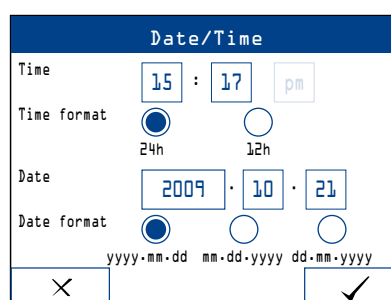 Date/Time
Time 15 : 17 pm
Time format
24h 12h
Date 2009 . 10 . 21
Date format
yyyy.mm.dd mm.dd.yyyy dd.mm.yyyy